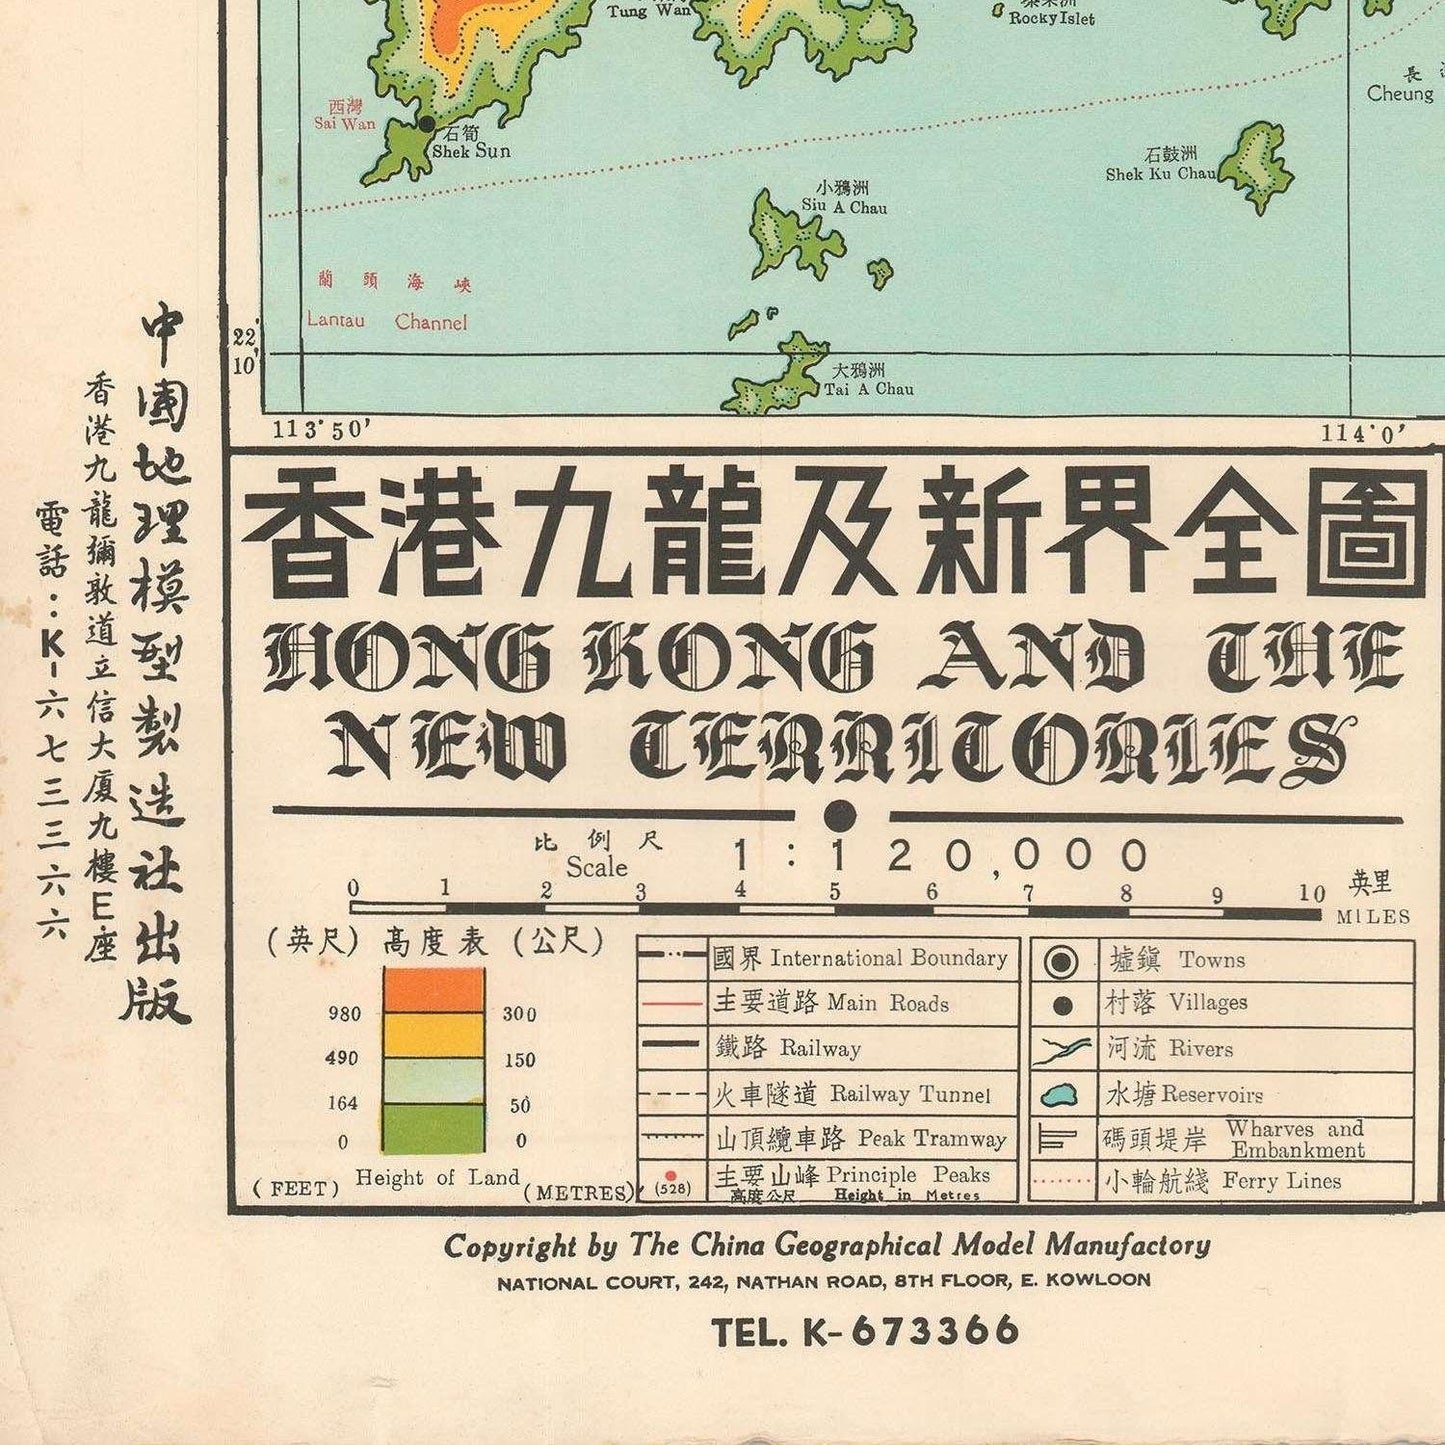 Tung Wan
Rocky Islet
西灣
Sai Wan
石筍
Shek Sun
長
Cheung
石鼓洲
Shek Ku Chau
小鴉洲
Siu A Chau
蘭頭海峽
Lantau Channel
22°
10'
大鴉洲
Tai A Chau
113°50'
114°0'
中國地理模型製造社出版
香港九龍彌敦道立信大廈九樓E座
電話：K-六七三三六六
香港九龍及新界全圖
HONG KONG AND THE
NEW TERRITORIES
比例尺
Scale
1:120,000
0 1 2 3 4 5 6 7 8 9 10
英里
MILES
(英尺) 高度表 (公尺)
980 300
490 150
164 50
0 0
(FEET) Height of Land (METRES)
國界 International Boundary
主要道路 Main Roads
鐵路 Railway
火車隧道 Railway Tunnel
山頂纜車路 Peak Tramway
(528) 主要山峰 Principle Peaks
高度公尺 Height in Metres
墟鎮 Towns
村落 Villages
河流 Rivers
水塘 Reservoirs
碼頭堤岸 Wharves and
Embankment
小輪航綫 Ferry Lines
Copyright by The China Geographical Model Manufactory
NATIONAL COURT, 242, NATHAN ROAD, 8TH FLOOR, E. KOWLOON
TEL. K-673366